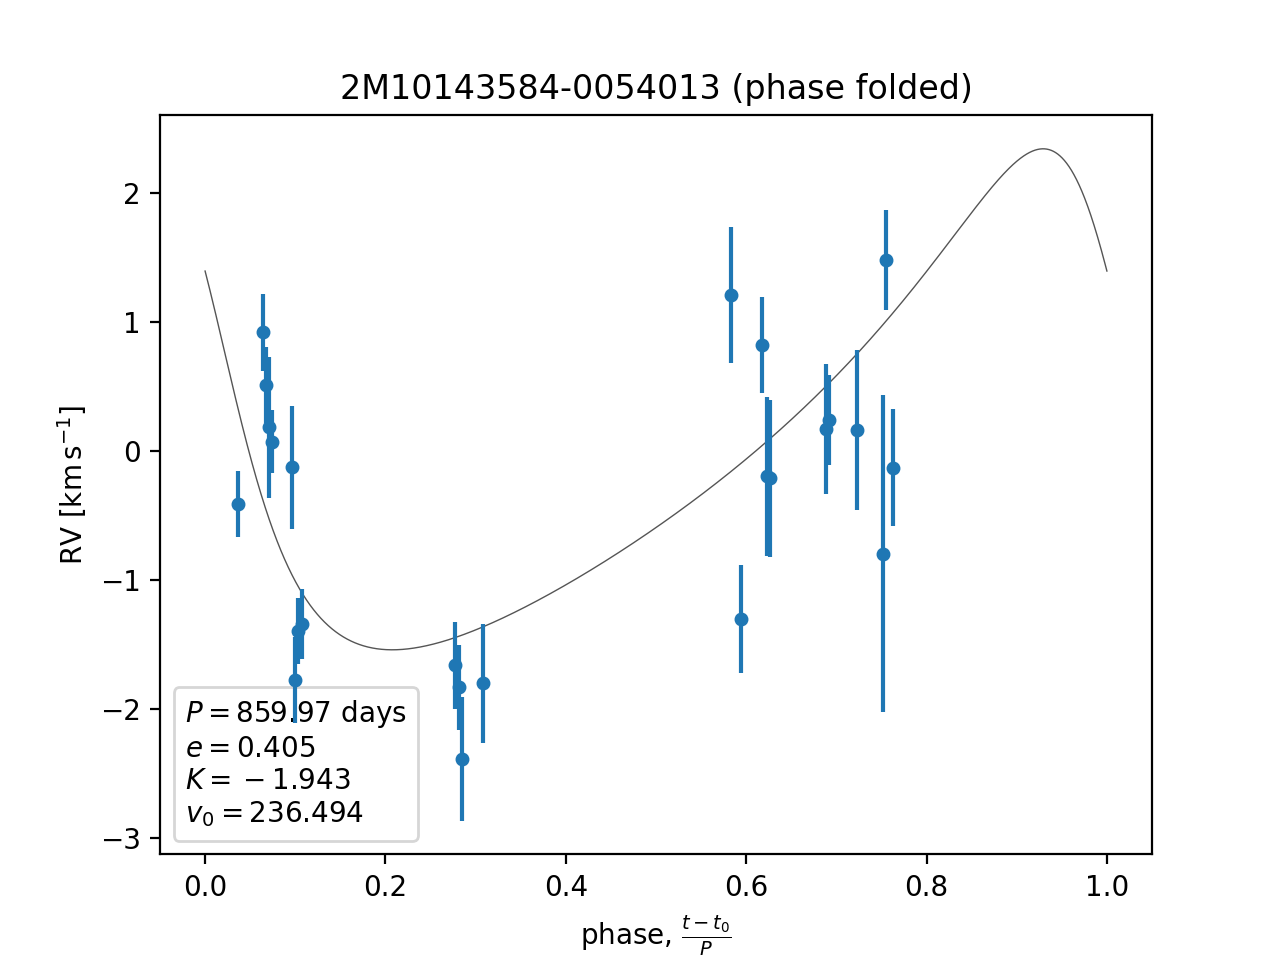 2M10143584-0054013 (phase folded)
2
1
0
−1
−2
−3
RV [km s⁻¹]
P = 859.97 days
e = 0.405
K = − 1.943
v₀ = 236.494
0.0 0.2 0.4 0.6 0.8 1.0
phase, (t − t₀)/P